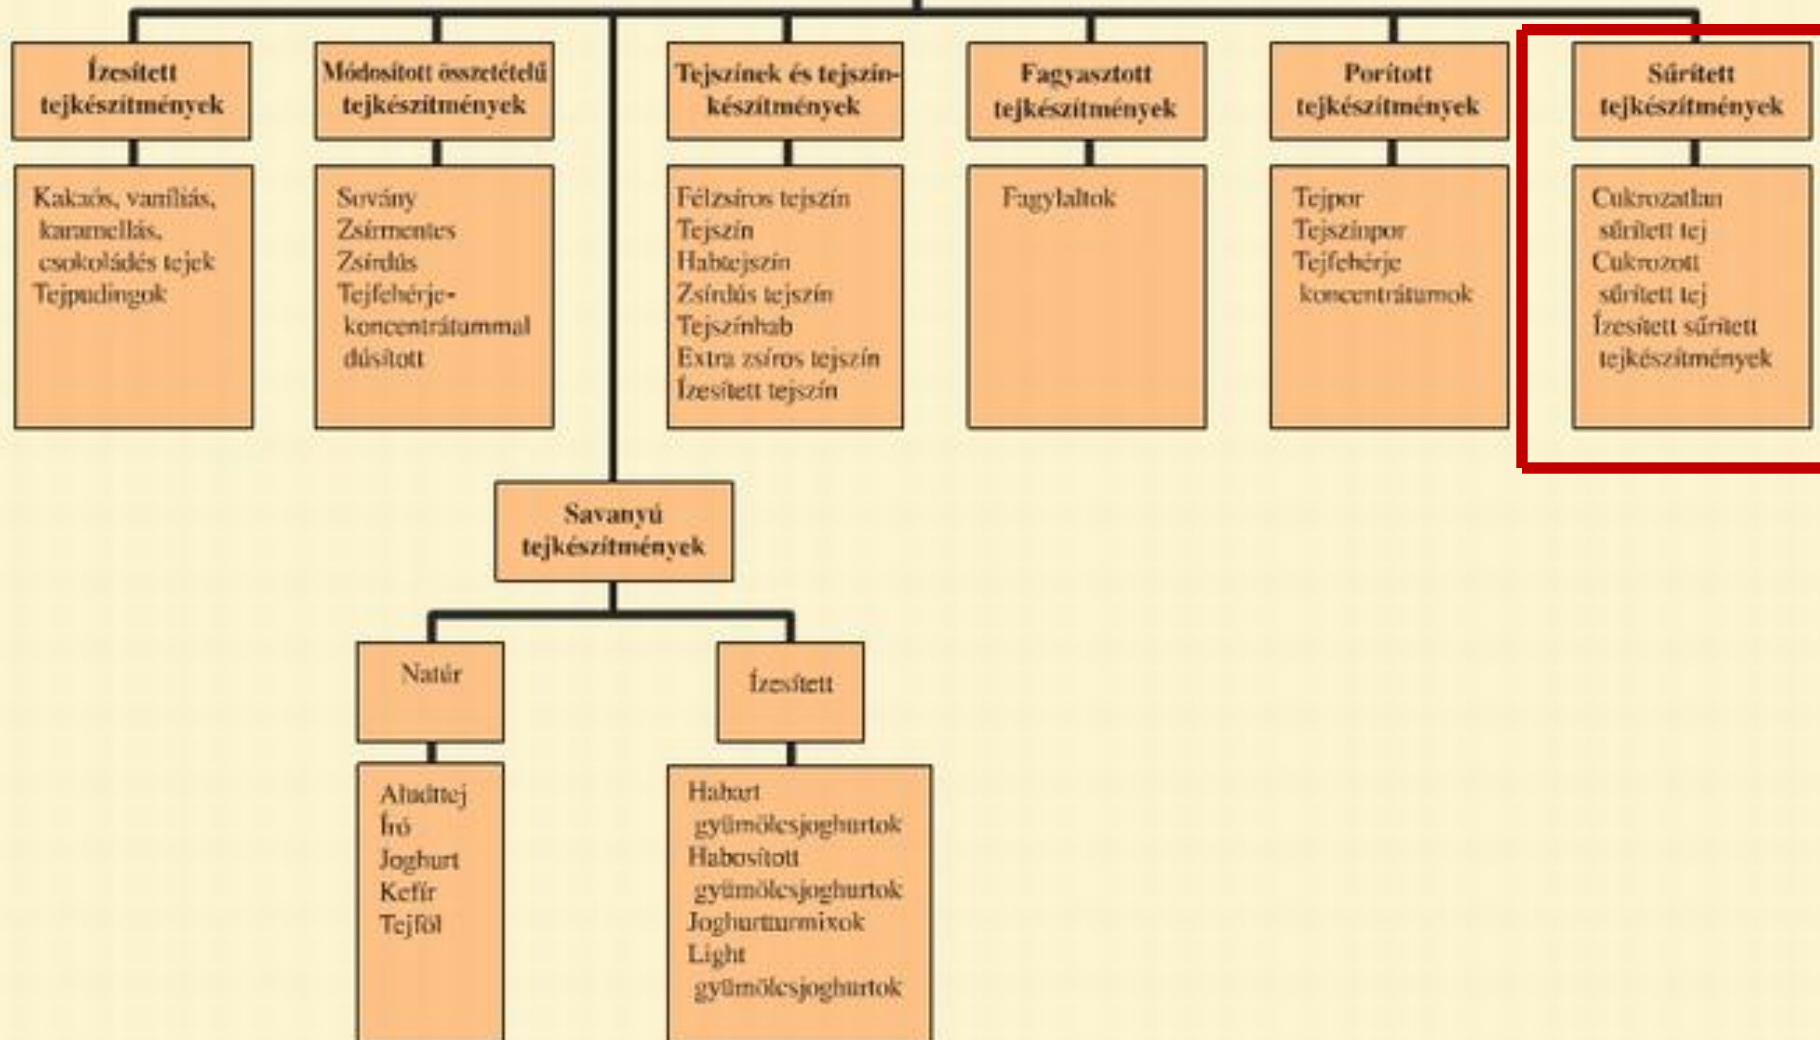 Ízesített
tejkészítmények
Kakaós, vaníliás,
karamellás,
csokoládés tejek
Tejpudingok
Módosított összetételű
tejkészítmények
Sovány
Zsírmentes
Zsírdús
Tejfehérje-
koncentrátummal
dúsított
Tejszínek és tejszín-
készítmények
Félzsíros tejszín
Tejszín
Habtejszín
Zsírdús tejszín
Tejszínhab
Extra zsíros tejszín
Ízesített tejszín
Fagyasztott
tejkészítmények
Fagylaltok
Porított
tejkészítmények
Tejpor
Tejszínpor
Tejfehérje
koncentrátumok
Sűrített
tejkészítmények
Cukrozatlan
sűrített tej
Cukrozott
sűrített tej
Ízesített sűrített
tejkészítmények
Savanyú
tejkészítmények
Natúr
Aludttej
Író
Joghurt
Kefír
Tejföl
Ízesített
Habart
gyümölcsjoghurtok
Habosított
gyümölcsjoghurtok
Joghurtturmixok
Light
gyümölcsjoghurtok